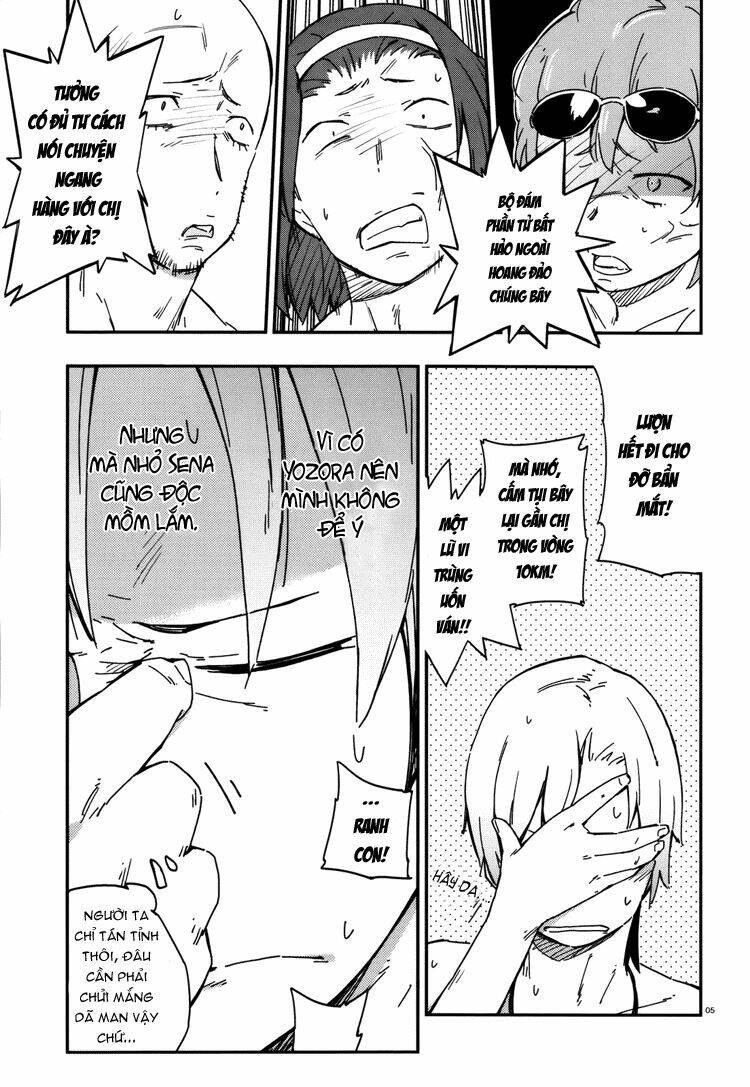 BỘ ĐÁM
PHẦN TỬ BẤT
HẢO NGOÀI
HOANG ĐẢO
CHÚNG BÂY
TƯỞNG
CÓ ĐỦ TƯ CÁCH
NÓI CHUYỆN
NGANG
HÀNG VỚI CHỊ
ĐÂY À?
LƯỢN
HẾT ĐI CHO
ĐỠ BẨN
MẮT!
MÀ NHỚ,
CẤM TỤI BÂY
LẠI GẦN CHỊ
TRONG VÒNG
10KM!
MỘT
LŨ VI
TRÙNG
UỐN
VÁN!!
HÂY DA...
VÌ CÓ
YOZORA NÊN
MÌNH KHÔNG
ĐỂ Ý
NHƯNG
MÀ NHỎ SENA
CŨNG ĐỘC
MỒM LẮM.
...
RANH
CON!
NGƯỜI TA
CHỈ TÁN TỈNH
THÔI, ĐÂU
CẦN PHẢI
CHỬI MẮNG
DÃ MAN VẬY
CHỨ...
05